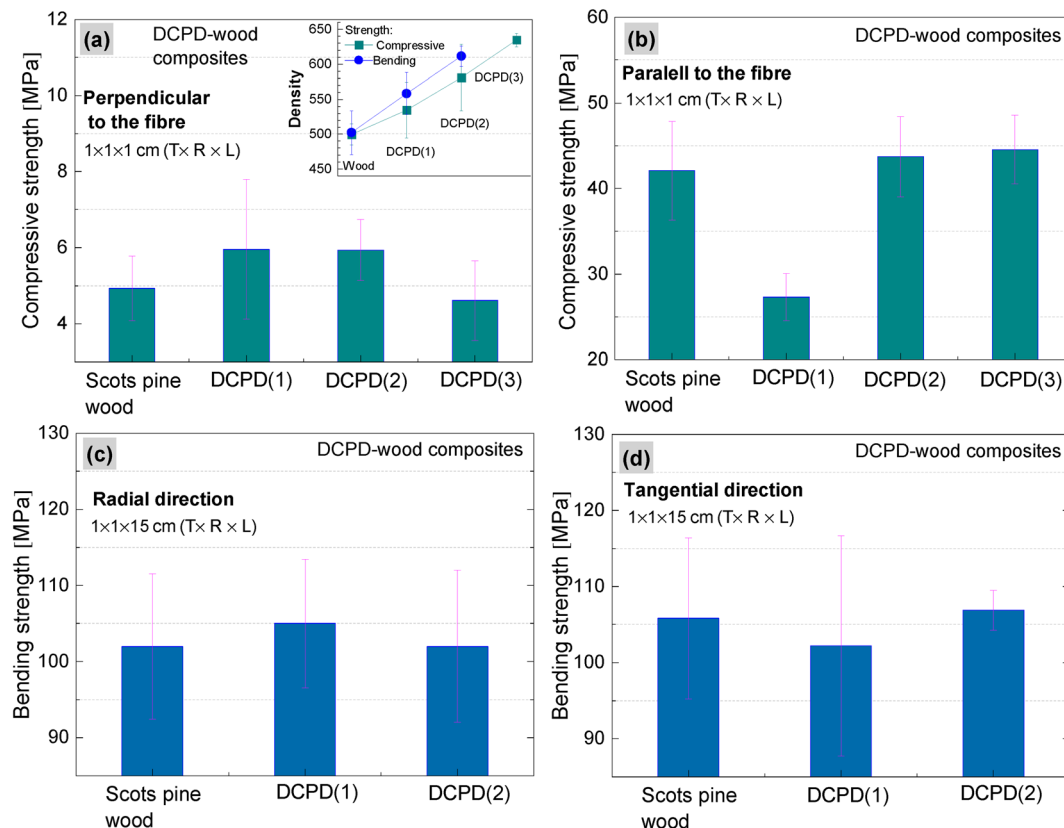 (a)
DCPD-wood
composites
Perpendicular
to the fibre
1×1×1 cm (T× R × L)
Compressive strength [MPa]
12
10
8
6
4
Strength:
Compressive
Bending
Density
650
600
550
500
450
Wood
DCPD(1)
DCPD(2)
DCPD(3)
Scots pine
wood
DCPD(1)
DCPD(2)
DCPD(3)
(b)
DCPD-wood composites
Paralell to the fibre
1×1×1 cm (T× R × L)
Compressive strength [MPa]
60
50
40
30
20
Scots pine
wood
DCPD(1)
DCPD(2)
DCPD(3)
(c)
DCPD-wood composites
Radial direction
1×1×15 cm (T× R × L)
Bending strength [MPa]
130
120
110
100
90
Scots pine
wood
DCPD(1)
DCPD(2)
(d)
DCPD-wood composites
Tangential direction
1×1×15 cm (T× R × L)
Bending strength [MPa]
130
120
110
100
90
Scots pine
wood
DCPD(1)
DCPD(2)